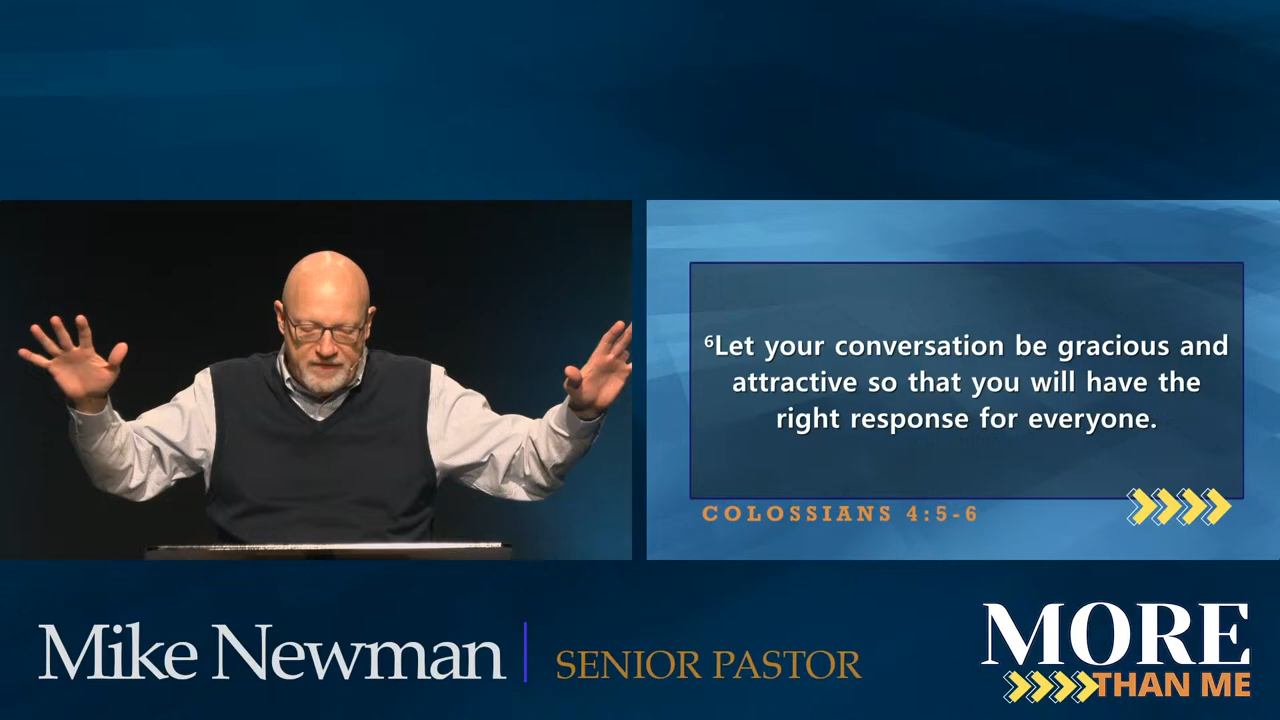 ⁶Let your conversation be gracious and
attractive so that you will have the
right response for everyone.
COLOSSIANS 4:5-6
Mike Newman
SENIOR PASTOR
MORE
THAN ME